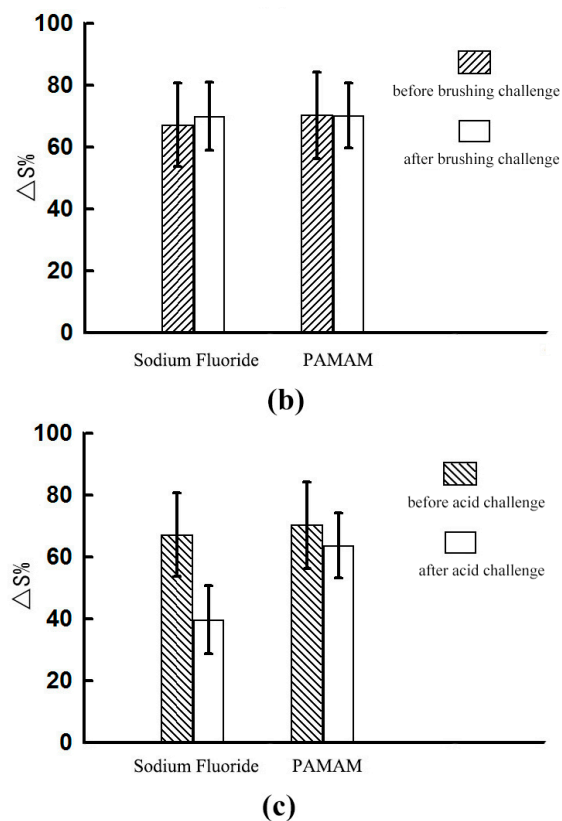 (b)
100
80
60
40
20
0
△S%
before brushing challenge
after brushing challenge
Sodium Fluoride PAMAM
(b)
100
80
60
40
20
0
△S%
before acid challenge
after acid challenge
Sodium Fluoride PAMAM
(c)